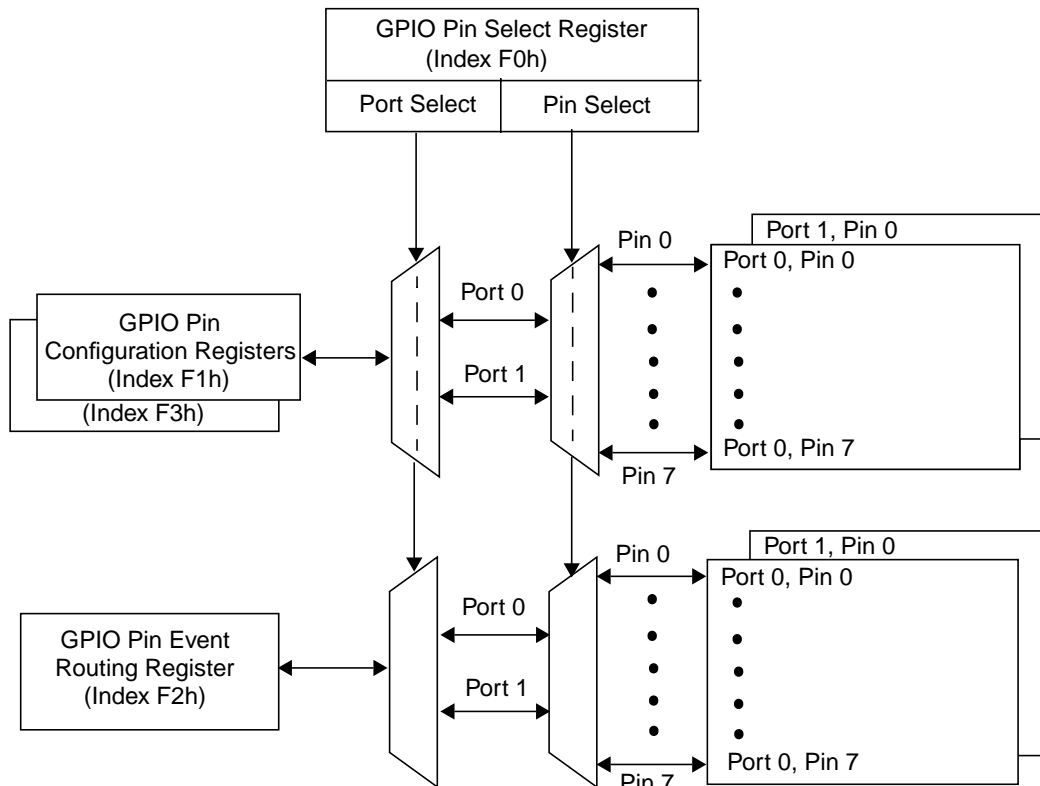 GPIO Pin Select Register
(Index F0h)
Port Select
Pin Select
Port 1, Pin 0
Pin 0
Port 0, Pin 0
Port 0
GPIO Pin
Configuration Registers
(Index F1h)
(Index F3h)
Port 1
Port 0, Pin 7
Pin 7
Port 1, Pin 0
Pin 0
Port 0, Pin 0
Port 0
GPIO Pin Event
Routing Register
(Index F2h)
Port 1
Port 0, Pin 7
Pin 7